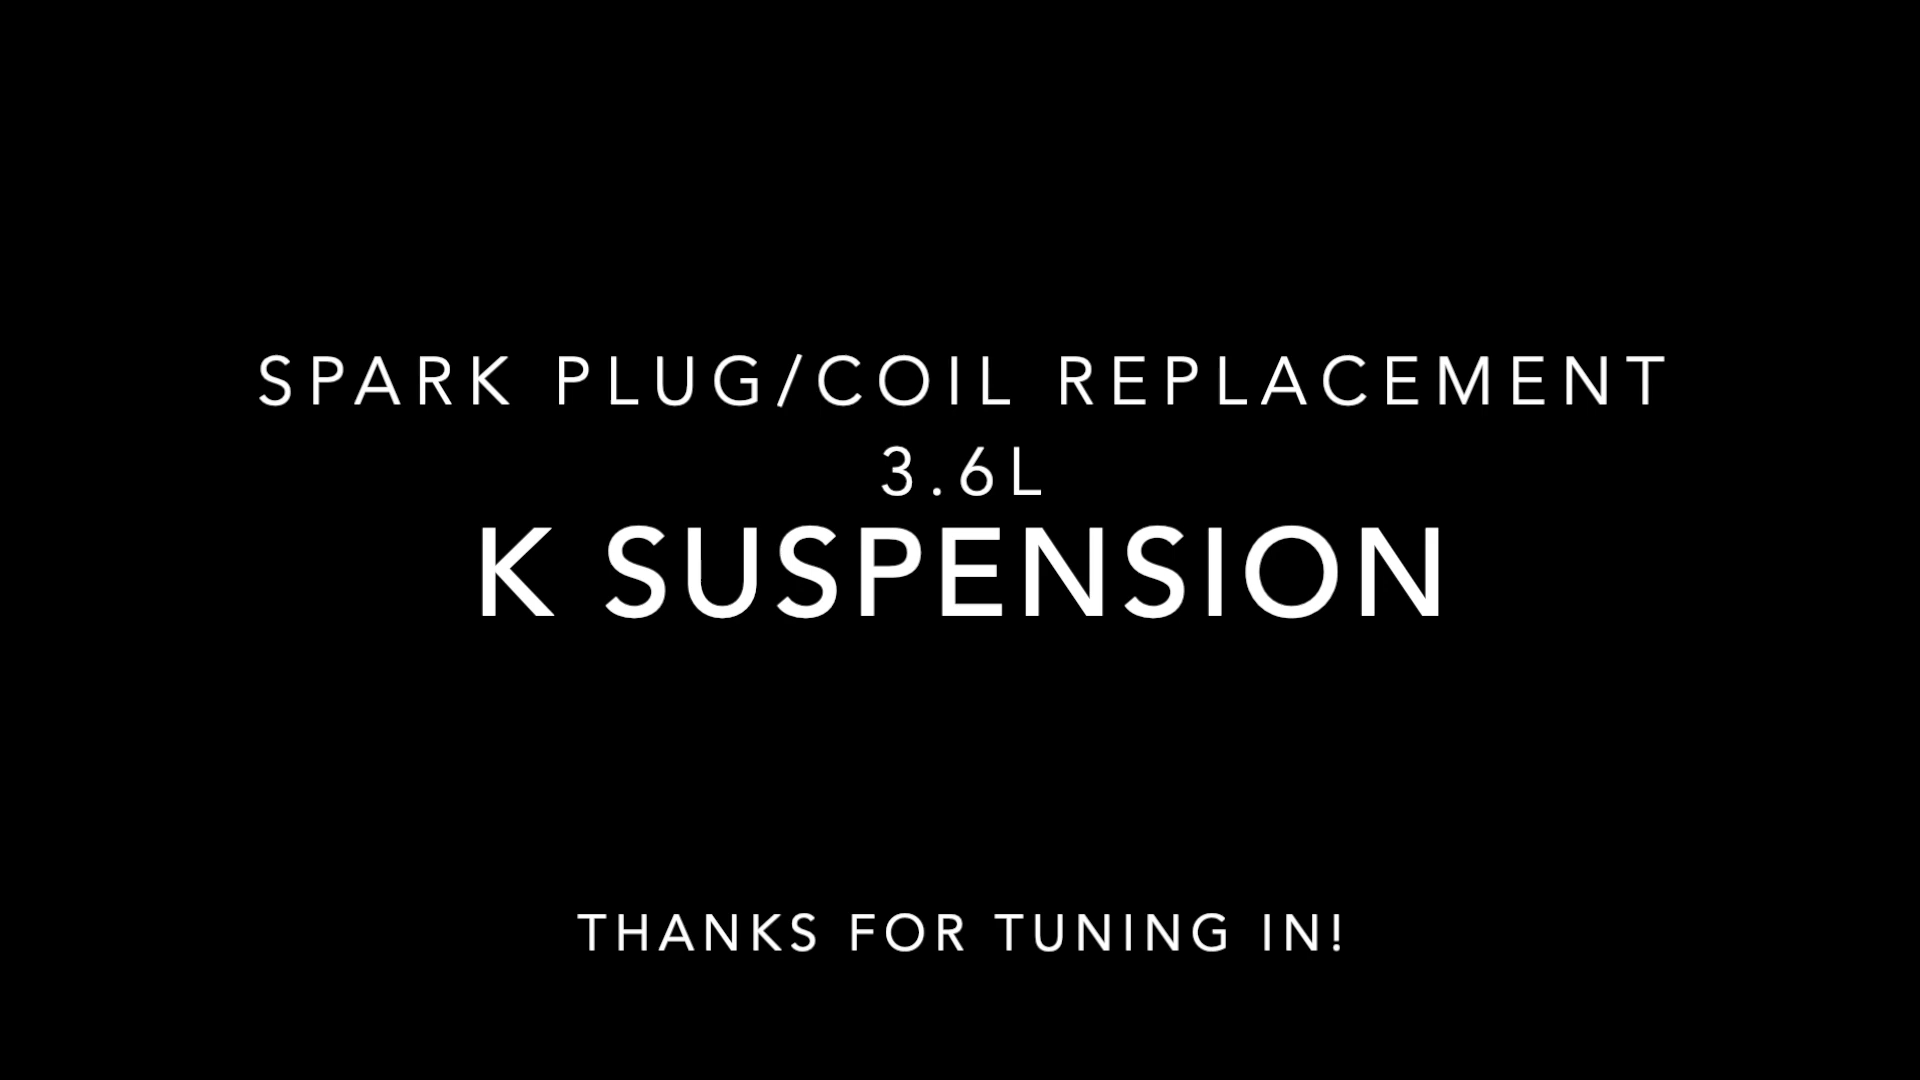 SPARK PLUG/COIL REPLACEMENT
3.6L
K SUSPENSION
THANKS FOR TUNING IN!